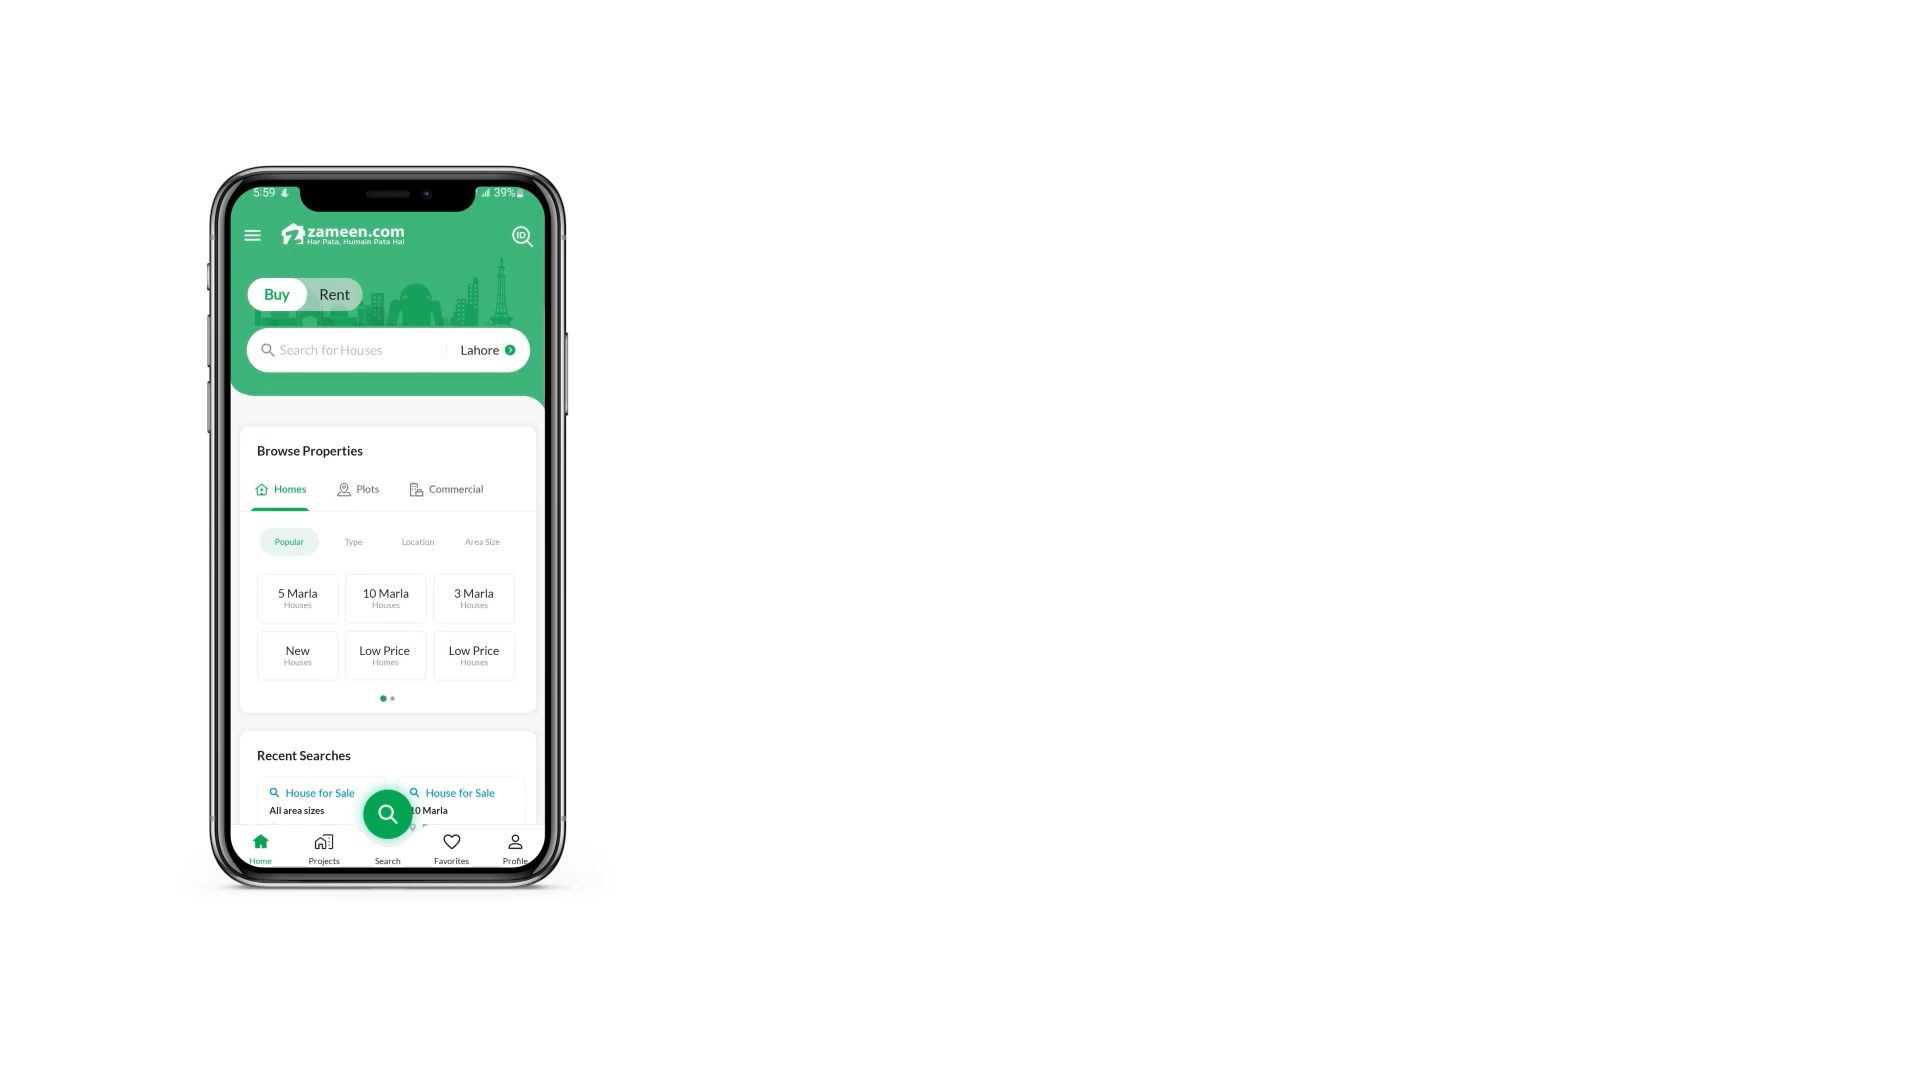 5:59
39%
zameen.com
Har Pata, Humain Pata Hai
ID
Buy
Rent
Search for Houses
Lahore
Browse Properties
Homes
Plots
Commercial
Popular
Type
Location
Area Size
5 Marla
Houses
10 Marla
Houses
3 Marla
Houses
New
Houses
Low Price
Homes
Low Price
Houses
Recent Searches
House for Sale
All area sizes
House for Sale
10 Marla
Home
Projects
Search
Favorites
Profile